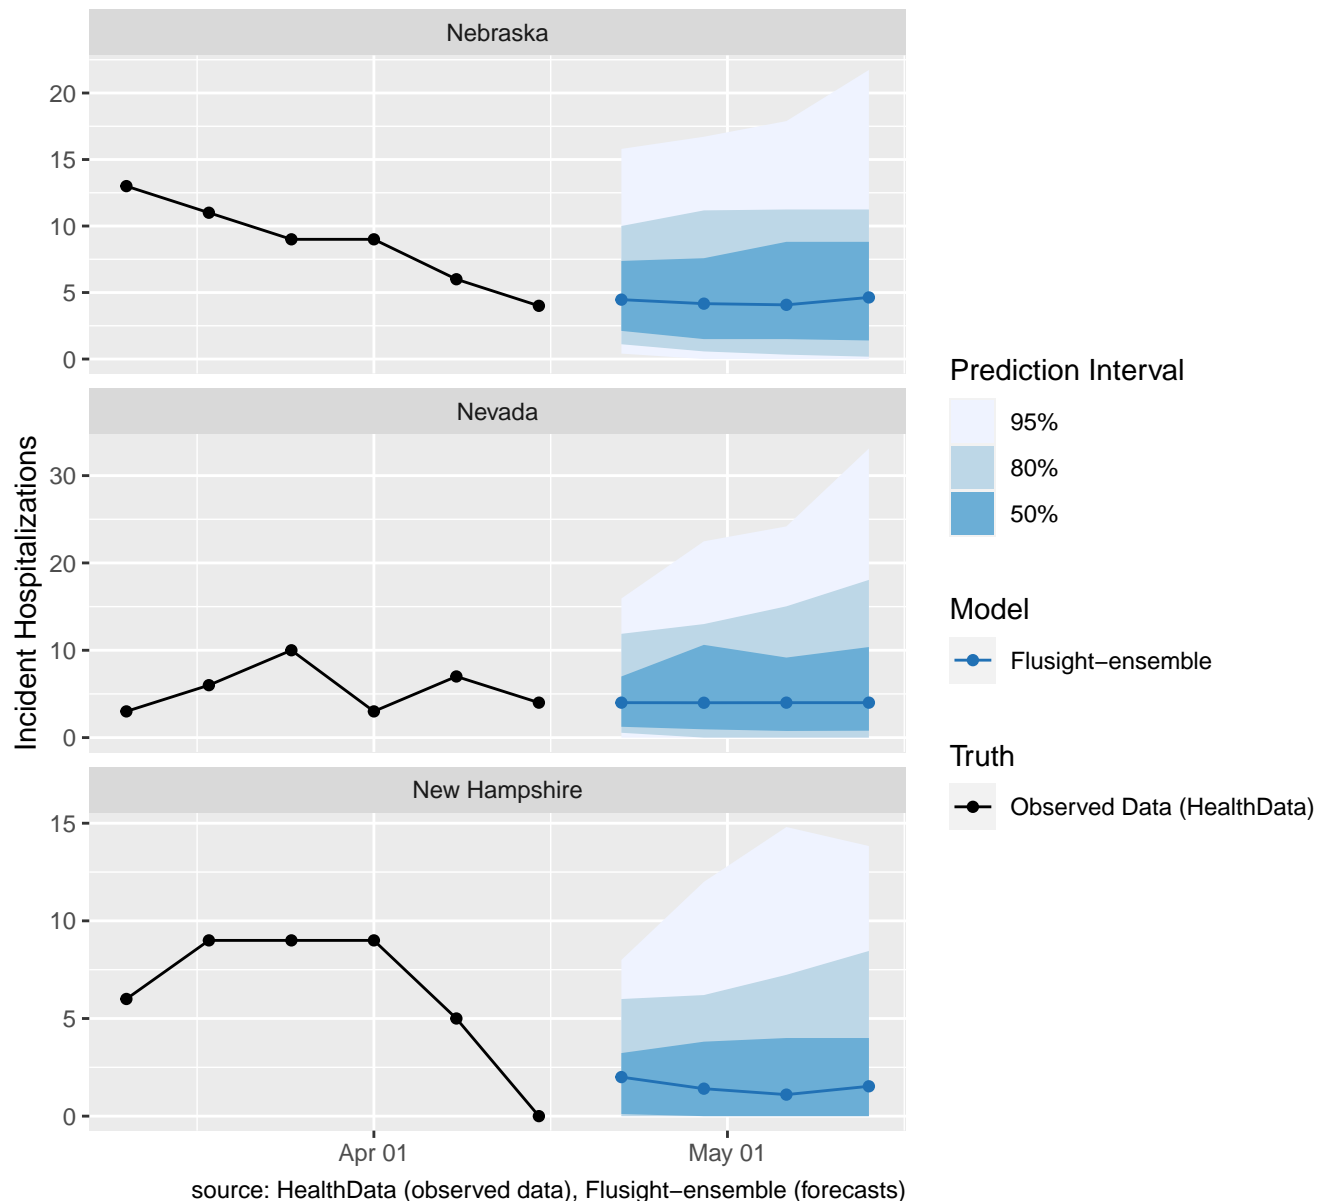 Nebraska
20
15
10
5
0
Nevada
30
20
10
0
New Hampshire
15
10
5
0
Incident Hospitalizations
Apr 01
May 01
source: HealthData (observed data), Flusight−ensemble (forecasts)
Prediction Interval
95%
80%
50%
Model
Flusight−ensemble
Truth
Observed Data (HealthData)